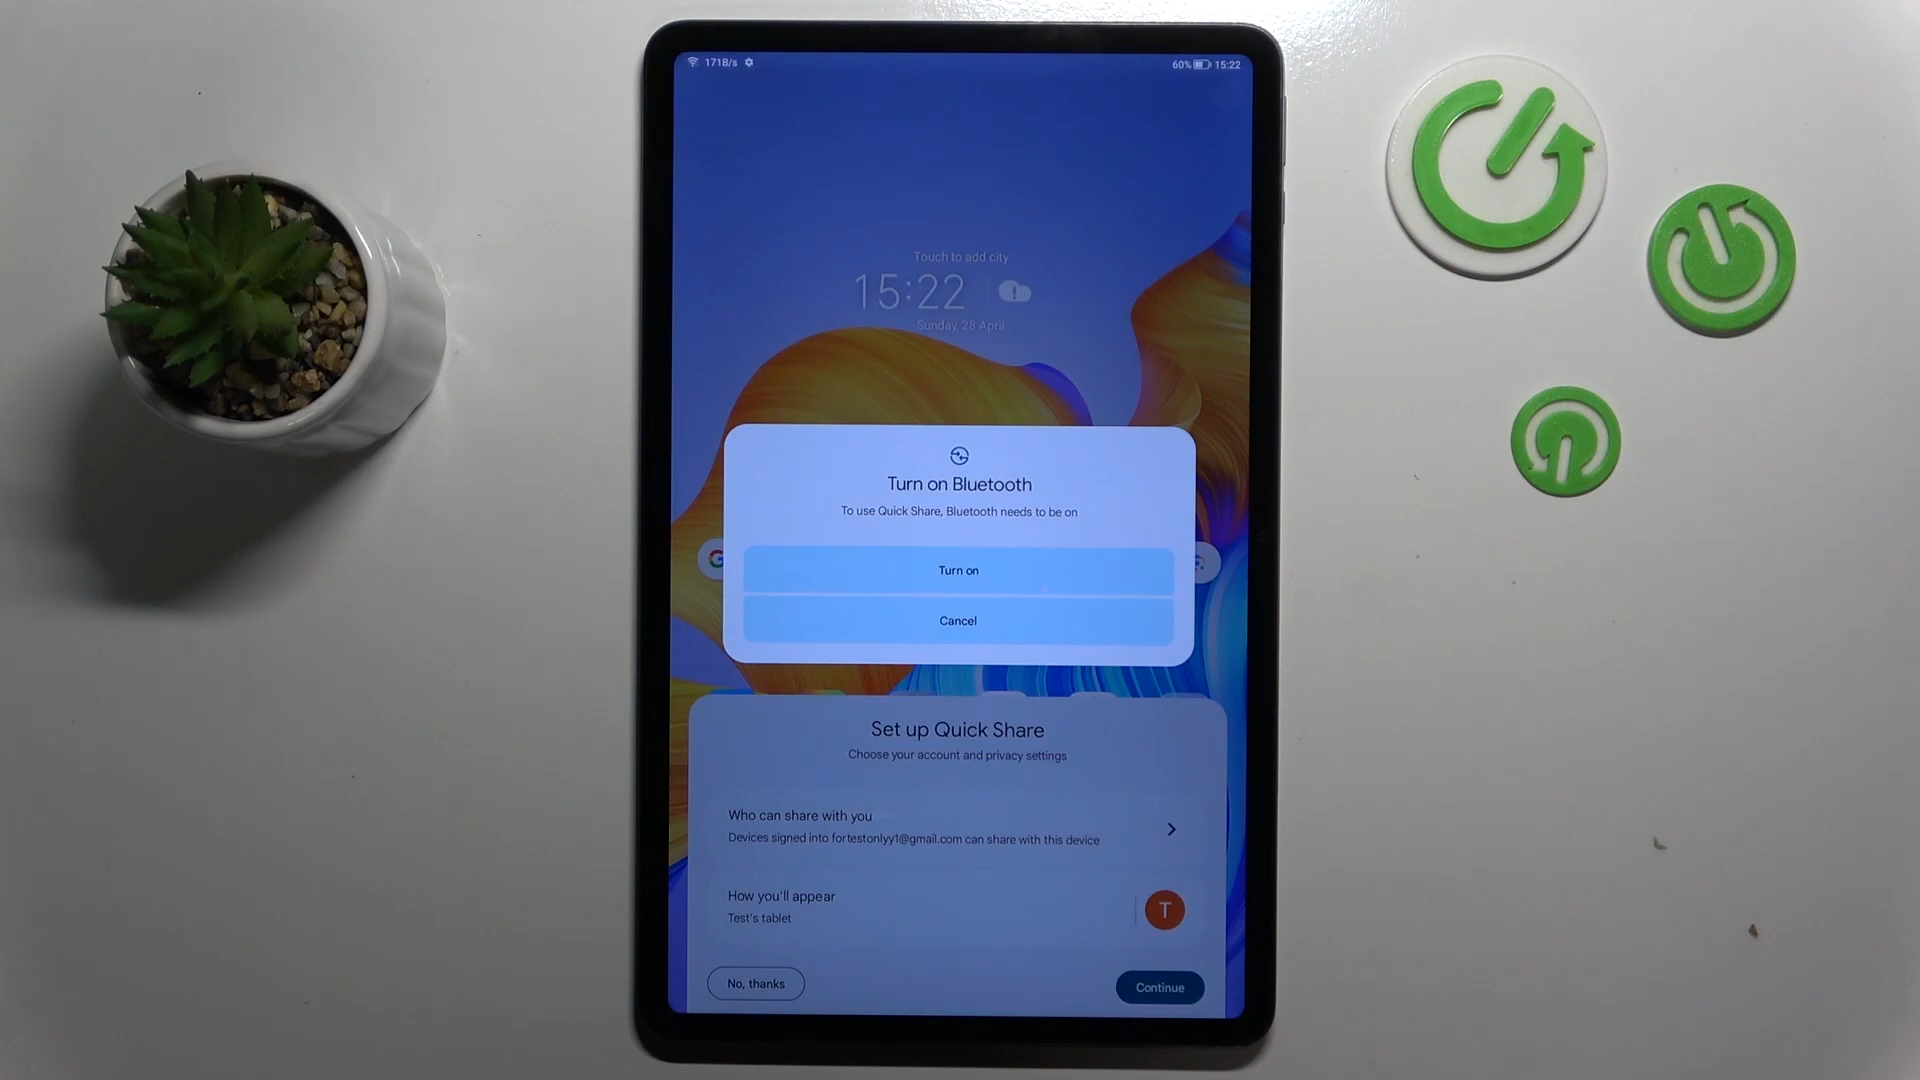 171B/s
60% 15:22
Touch to add city
15:22
Sunday, 28 April
G
Turn on Bluetooth
To use Quick Share, Bluetooth needs to be on
Turn on
Cancel
Set up Quick Share
Choose your account and privacy settings
Who can share with you
Devices signed into fortestonlyy1@gmail.com can share with this device
How you'll appear
Test's tablet
T
No, thanks
Continue